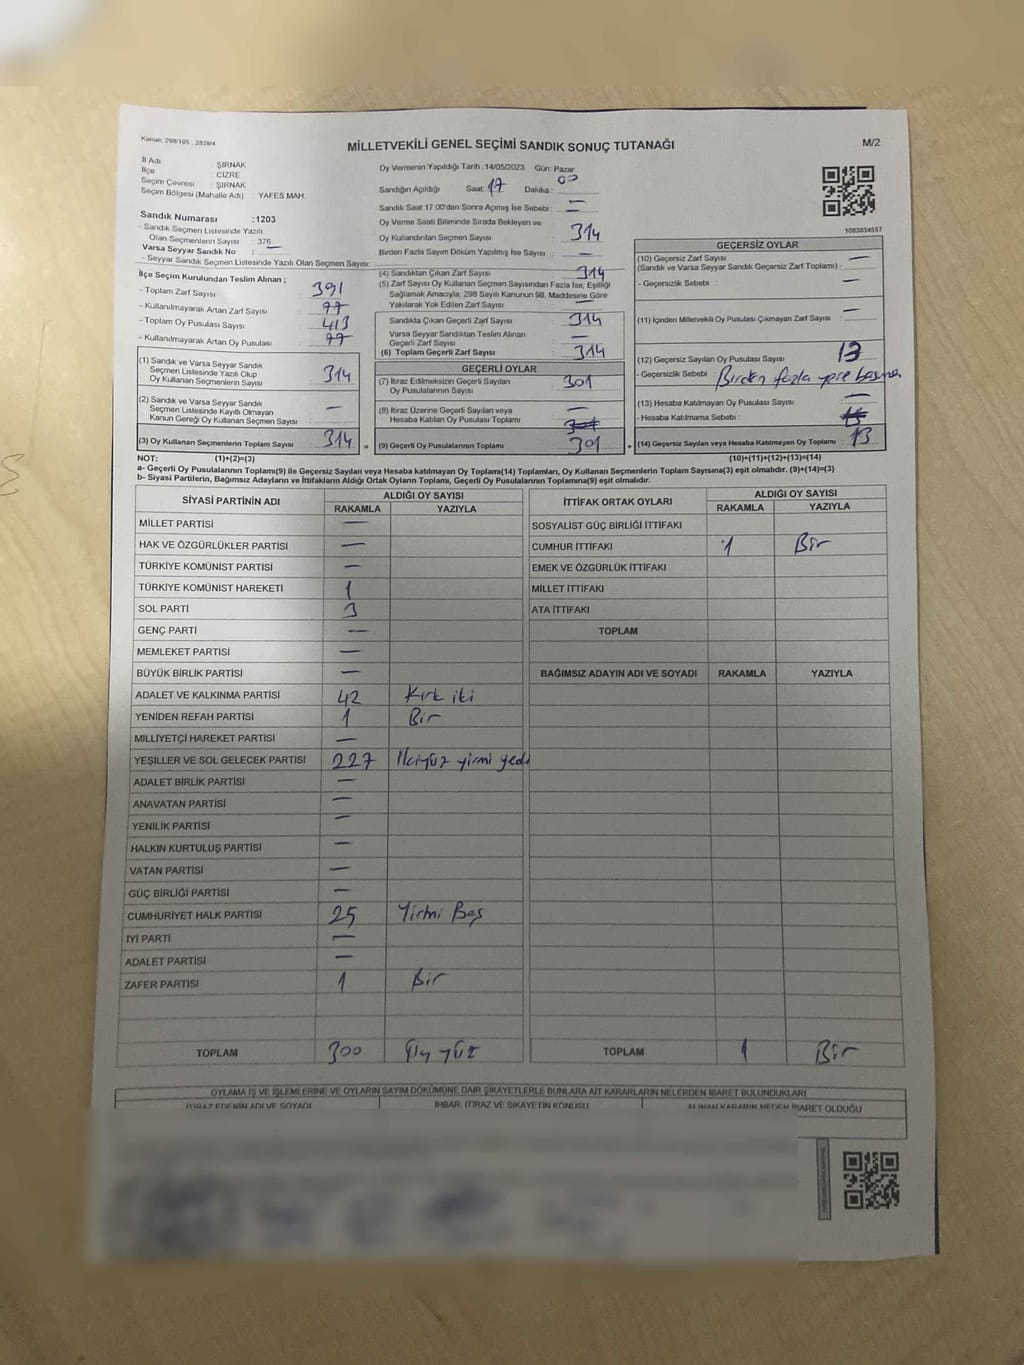 Kanun: 298/105 , 2839/4
MİLLETVEKİLİ GENEL SEÇİMİ SANDIK SONUÇ TUTANAĞI
M/2
İl Adı : ŞIRNAK
İlçe : CİZRE
Seçim Çevresi : ŞIRNAK
Seçim Bölgesi (Mahalle Adı) : YAFES MAH.
Oy Vermenin Yapıldığı Tarih :14/05/2023 Gün: Pazar
Sandığın Açıldığı Saat: 17 Dakika : 00
Sandık Saat 17:00'den Sonra Açılmış İse Sebebi : —
Sandık Numarası :1203
- Sandık Seçmen Listesinde Yazılı
Olan Seçmenlerin Sayısı : 376
Varsa Seyyar Sandık No : —
- Seyyar Sandık Seçmen Listesinde Yazılı Olan Seçmen Sayısı:
Oy Verme Saati Bitiminde Sırada Bekleyen ve
Oy Kullandırılan Seçmen Sayısı : 314
Birden Fazla Sayım Döküm Yapılmış İse Sayısı : —
1083834557
İlçe Seçim Kurulundan Teslim Alınan ;
- Toplam Zarf Sayısı : 391
- Kullanılmayarak Artan Zarf Sayısı : 77
- Toplam Oy Pusulası Sayısı : 413
- Kullanılmayarak Artan Oy Pusulası : 77
(1) Sandık ve Varsa Seyyar Sandık
Seçmen Listesinde Yazılı Olup
Oy Kullanan Seçmenlerin Sayısı : 314
(2) Sandık ve Varsa Seyyar Sandık
Seçmen Listesinde Kayıtlı Olmayan
Kanun Gereği Oy Kullanan Seçmen Sayısı : —
(3) Oy Kullanan Seçmenlerin Toplam Sayısı : 314 =
(4) Sandıktan Çıkan Zarf Sayısı : 314
(5) Zarf Sayısı Oy Kullanan Seçmen Sayısından Fazla İse, Eşitliği
Sağlamak Amacıyla, 298 Sayılı Kanunun 98. Maddesine Göre
Yakılarak Yok Edilen Zarf Sayısı : —
Sandıkta Çıkan Geçerli Zarf Sayısı : 314
Varsa Seyyar Sandıktan Teslim Alınan
Geçerli Zarf Sayısı : —
(6) Toplam Geçerli Zarf Sayısı : 314
GEÇERLİ OYLAR
(7) İtiraz Edilmeksizin Geçerli Sayılan
Oy Pusulalarının Sayısı : 301
(8) İtiraz Üzerine Geçerli Sayılan veya
Hesaba Katılan Oy Pusulası Toplamı : —
(9) Geçerli Oy Pusulalarının Toplamı : 301 +
GEÇERSİZ OYLAR
(10) Geçersiz Zarf Sayısı : —
(Sandık ve Varsa Seyyar Sandık Geçersiz Zarf Toplamı) :
- Geçersizlik Sebebi : —
(11) İçinden Milletvekili Oy Pusulası Çıkmayan Zarf Sayısı : —
(12) Geçersiz Sayılan Oy Pusulası Sayısı : 13
- Geçersizlik Sebebi : Birden fazla yere basma
(13) Hesaba Katılmayan Oy Pusulası Sayısı : —
- Hesaba Katılmama Sebebi :
(14) Geçersiz Sayılan veya Hesaba Katılmayan Oy Toplamı : 13
NOT: (1)+(2)=(3) (10)+(11)+(12)+(13)=(14)
a- Geçerli Oy Pusulalarının Toplamı(9) ile Geçersiz Sayılan veya Hesaba katılmayan Oy Toplamı(14) Toplamları, Oy Kullanan Seçmenlerin Toplam Sayısına(3) eşit olmalıdır. (9)+(14)=(3)
b- Siyasi Partilerin, Bağımsız Adayların ve İttifakların Aldığı Ortak Oyların Toplamı, Geçerli Oy Pusulalarının Toplamına(9) eşit olmalıdır.
SİYASİ PARTİNİN ADI ALDIĞI OY SAYISI
RAKAMLA YAZIYLA
MİLLET PARTİSİ —
HAK VE ÖZGÜRLÜKLER PARTİSİ —
TÜRKİYE KOMÜNİST PARTİSİ —
TÜRKİYE KOMÜNİST HAREKETİ 1
SOL PARTİ 3
GENÇ PARTİ —
MEMLEKET PARTİSİ —
BÜYÜK BİRLİK PARTİSİ —
ADALET VE KALKINMA PARTİSİ 42 Kırk iki
YENİDEN REFAH PARTİSİ 1 Bir
MİLLİYETÇİ HAREKET PARTİSİ —
YEŞİLLER VE SOL GELECEK PARTİSİ 227 İkiyüz yirmi yedi
ADALET BİRLİK PARTİSİ —
ANAVATAN PARTİSİ —
YENİLİK PARTİSİ —
HALKIN KURTULUŞ PARTİSİ —
VATAN PARTİSİ —
GÜÇ BİRLİĞİ PARTİSİ —
CUMHURİYET HALK PARTİSİ 25 Yirmi Beş
İYİ PARTİ —
ADALET PARTİSİ —
ZAFER PARTİSİ 1 Bir
TOPLAM 300 Üç yüz
İTTİFAK ORTAK OYLARI ALDIĞI OY SAYISI
RAKAMLA YAZIYLA
SOSYALİST GÜÇ BİRLİĞİ İTTİFAKI
CUMHUR İTTİFAKI 1 Bir
EMEK VE ÖZGÜRLÜK İTTİFAKI
MİLLET İTTİFAKI
ATA İTTİFAKI
TOPLAM
BAĞIMSIZ ADAYIN ADI VE SOYADI RAKAMLA YAZIYLA
TOPLAM 1 Bir
OYLAMA İŞ VE İŞLEMLERİNE VE OYLARIN SAYIM DÖKÜMÜNE DAİR ŞİKAYETLERLE BUNLARA AİT KARARLARIN NELERDEN İBARET BULUNDUKLARI
İTİRAZ EDENİN ADI VE SOYADI İHBAR, İTİRAZ VE ŞİKAYETİN KONUSU ALINAN KARARIN NEDEN İBARET OLDUĞU